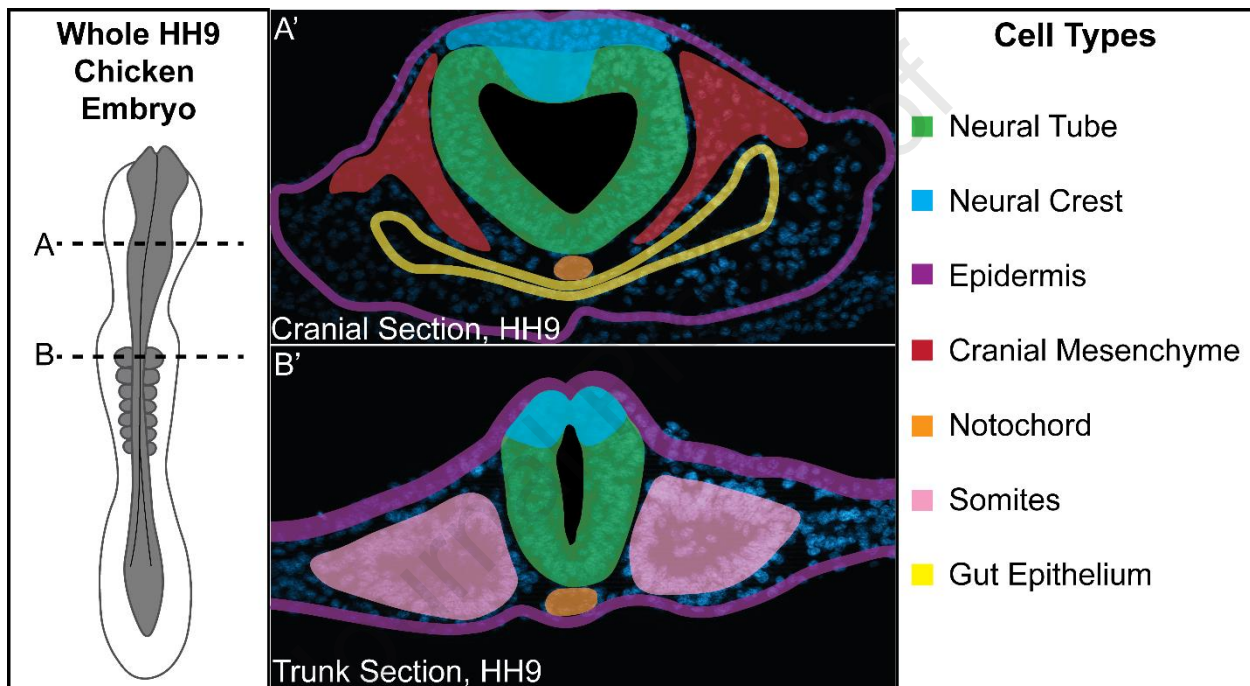 Whole HH9
Chicken
Embryo
A
B
A’
Cranial Section, HH9
B’
Trunk Section, HH9
Cell Types
Neural Tube
Neural Crest
Epidermis
Cranial Mesenchyme
Notochord
Somites
Gut Epithelium